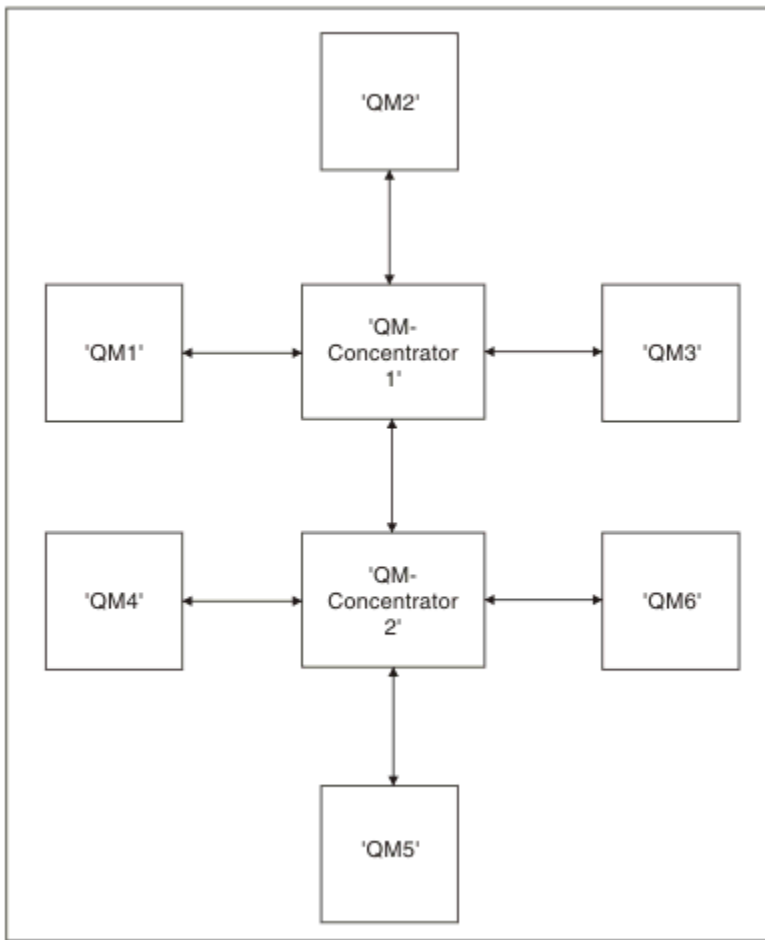 'QM2'
'QM1'
'QM-
Concentrator
1'
'QM3'
'QM4'
'QM-
Concentrator
2'
'QM6'
'QM5'